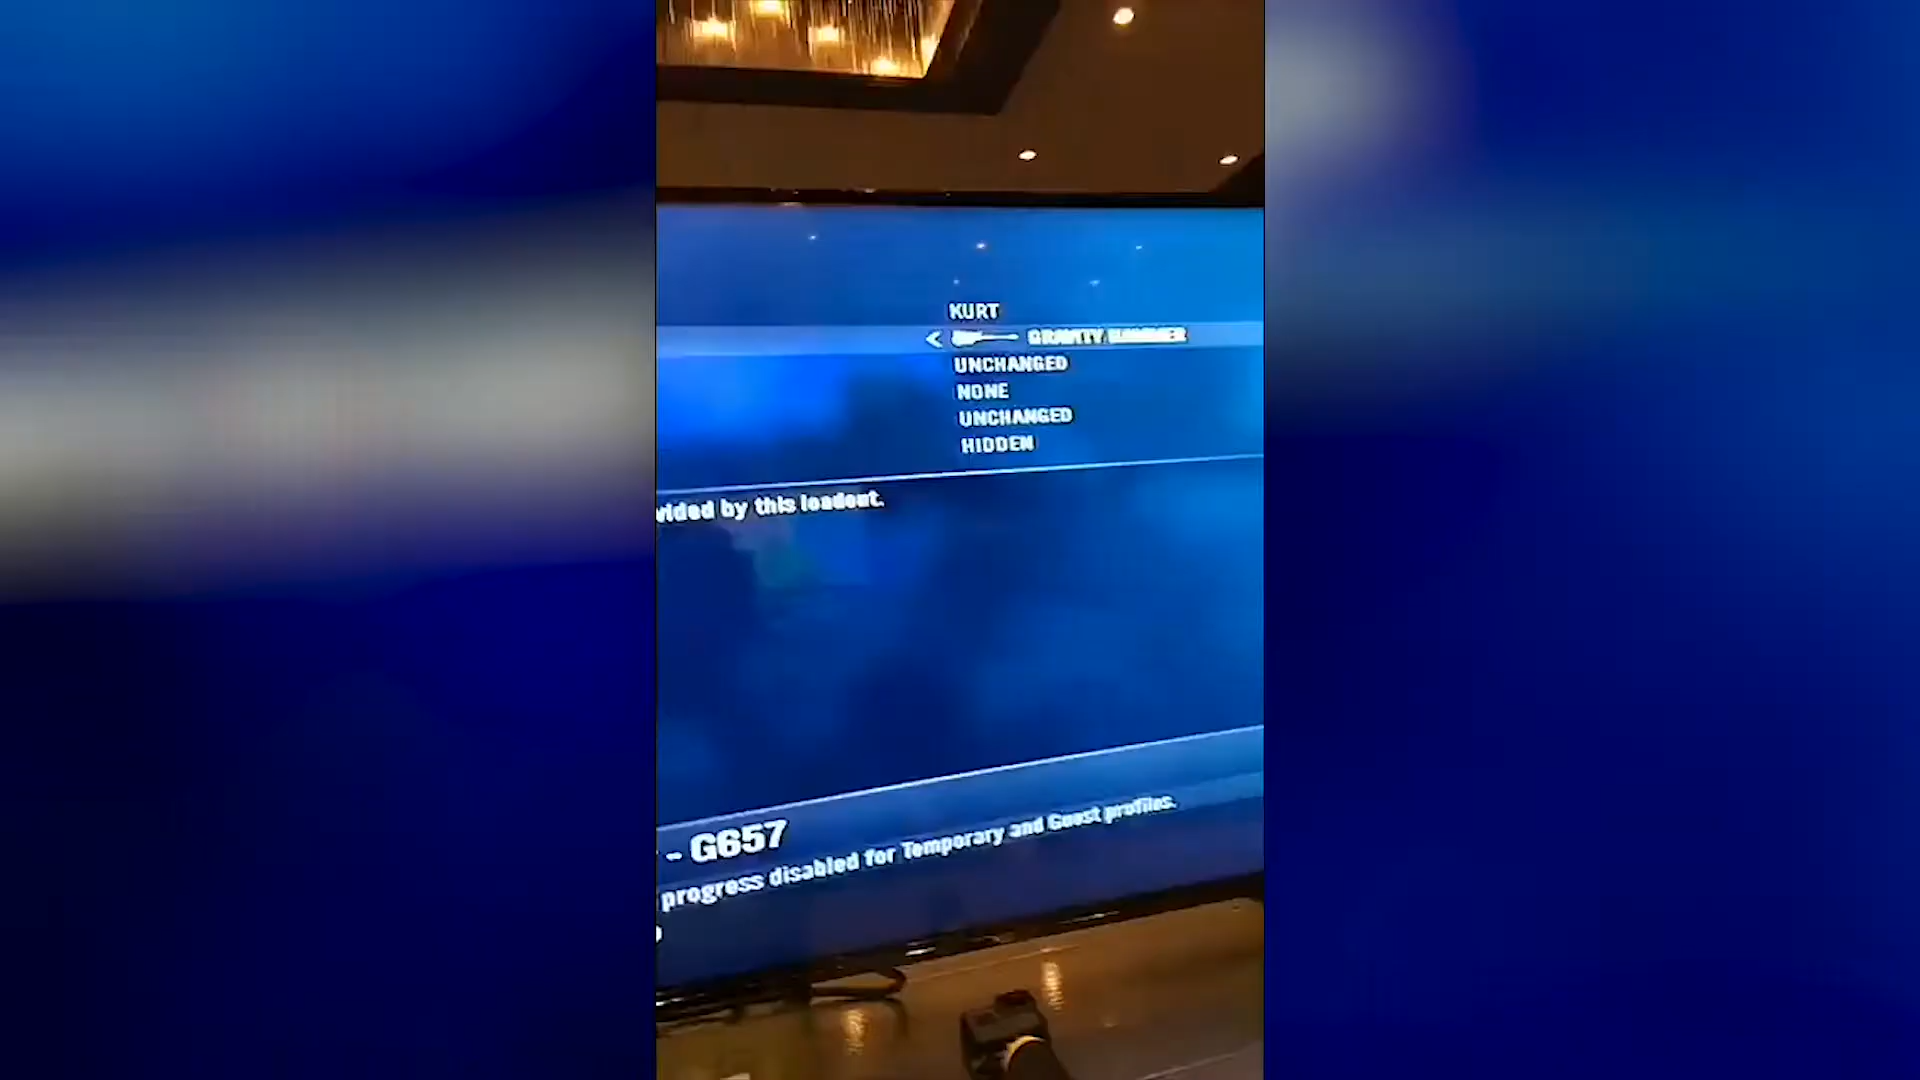 KURT
< GRAVITY HAMMER
UNCHANGED
NONE
UNCHANGED
HIDDEN
vided by this loadout.
- G657
progress disabled for Temporary and Guest profiles.